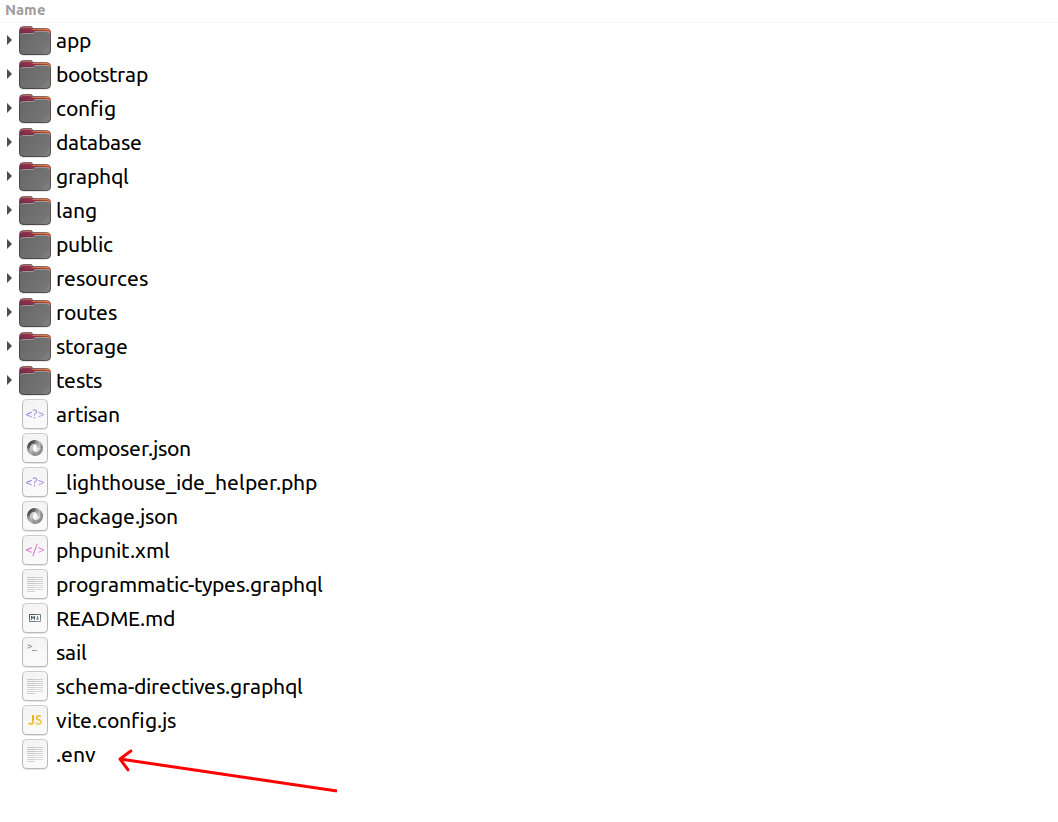 Name
app
bootstrap
config
database
graphql
lang
public
resources
routes
storage
tests
<?> artisan
composer.json
<?> _lighthouse_ide_helper.php
package.json
</> phpunit.xml
programmatic-types.graphql
README.md
>_ sail
schema-directives.graphql
JS vite.config.js
.env